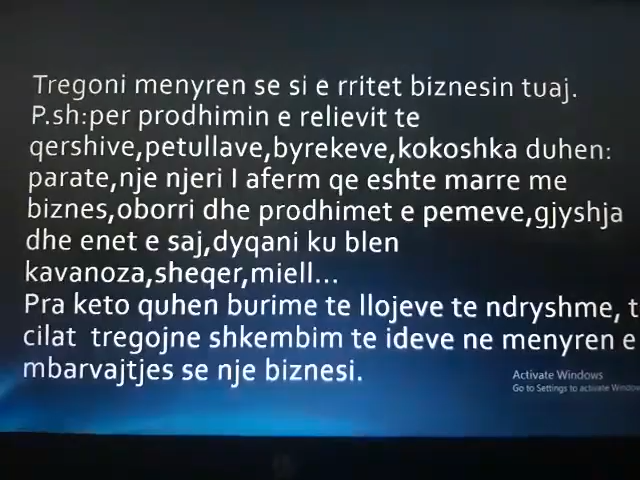 Tregoni menyren se si e rritet biznesin tuaj.
P.sh:per prodhimin e relievit te
qershive,petullave,byrekeve,kokoshka duhen:
parate,nje njeri I aferm qe eshte marre me
biznes,oborri dhe prodhimet e pemeve,gjyshja
dhe enet e saj,dyqani ku blen
kavanoza,sheqer,miell...
Pra keto quhen burime te llojeve te ndryshme, t
cilat tregojne shkembim te ideve ne menyren e
mbarvajtjes se nje biznesi.
Activate Windows
Go to Settings to activate Window